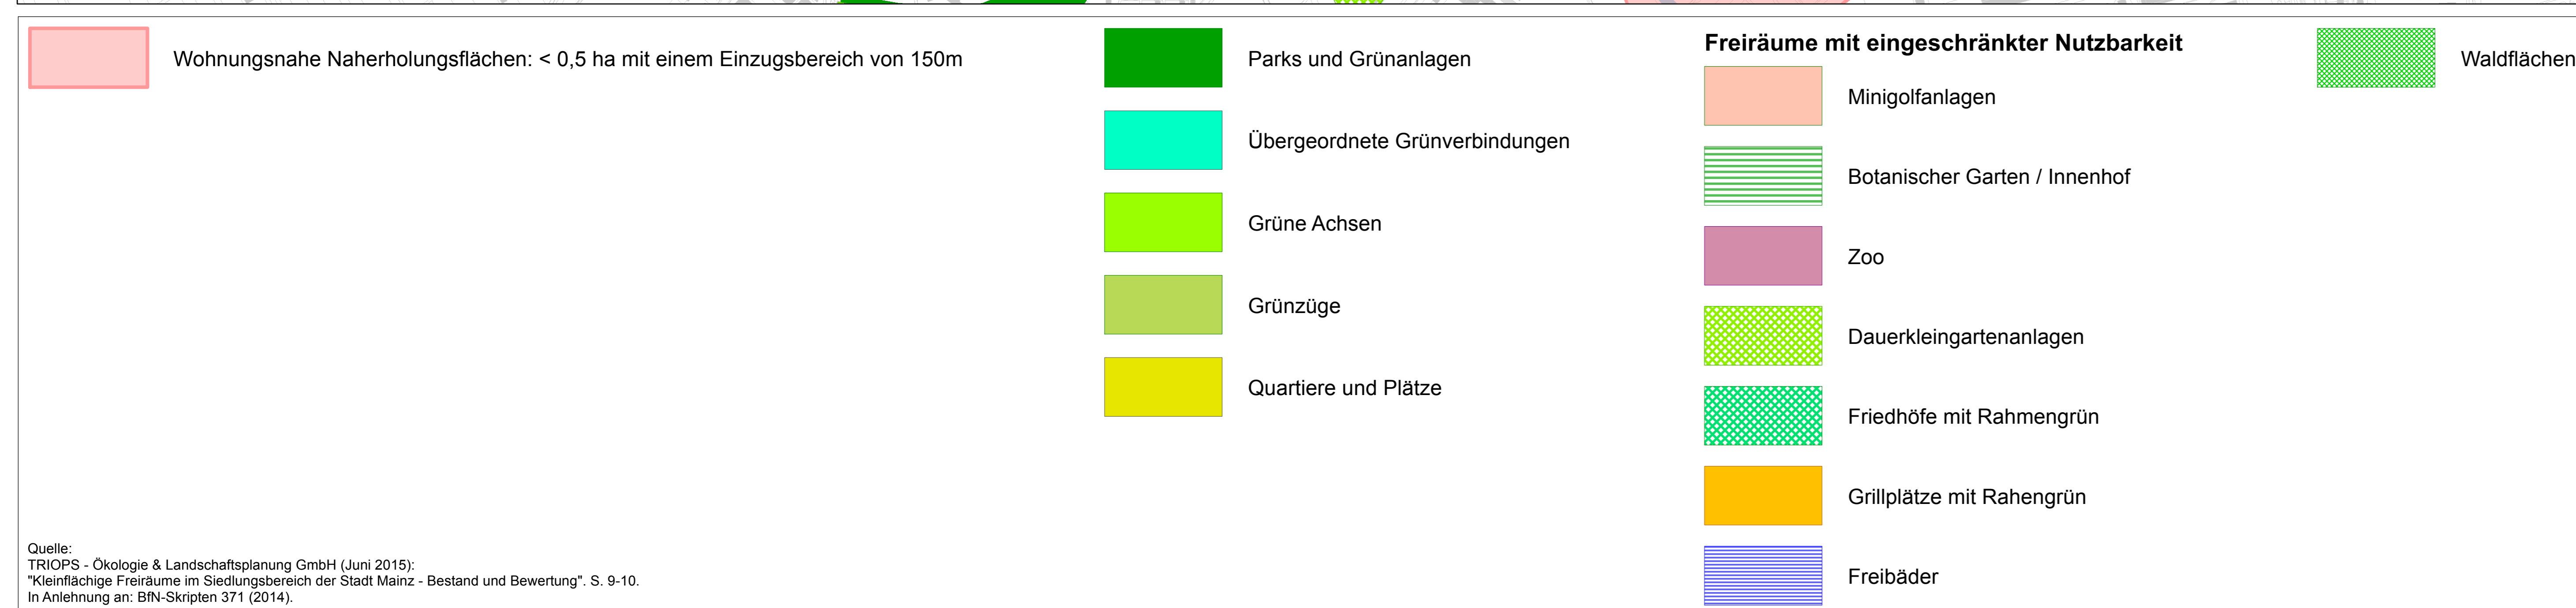 Wohnungsnahe Naherholungsflächen: < 0,5 ha mit einem Einzugsbereich von 150m
Parks und Grünanlagen
Übergeordnete Grünverbindungen
Grüne Achsen
Grünzüge
Quartiere und Plätze
Freiräume mit eingeschränkter Nutzbarkeit
Minigolfanlagen
Botanischer Garten / Innenhof
Zoo
Dauerkleingartenanlagen
Friedhöfe mit Rahmengrün
Grillplätze mit Rahengrün
Freibäder
Waldflächen
Quelle:
TRIOPS - Ökologie & Landschaftsplanung GmbH (Juni 2015):
"Kleinflächige Freiräume im Siedlungsbereich der Stadt Mainz - Bestand und Bewertung". S. 9-10.
In Anlehnung an: BfN-Skripten 371 (2014).